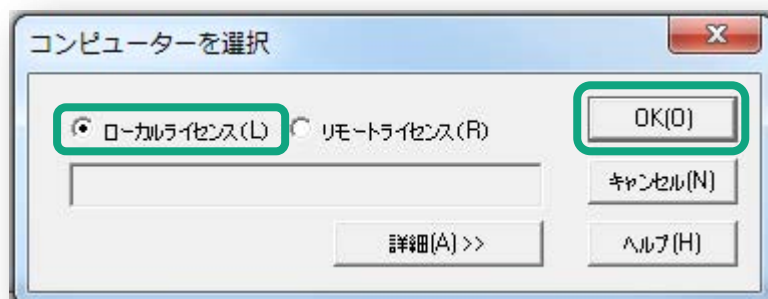 コンピューターを選択
ローカルライセンス(L) リモートライセンス(R)
OK(O)
キャンセル(N)
詳細(A) >>
ヘルプ(H)